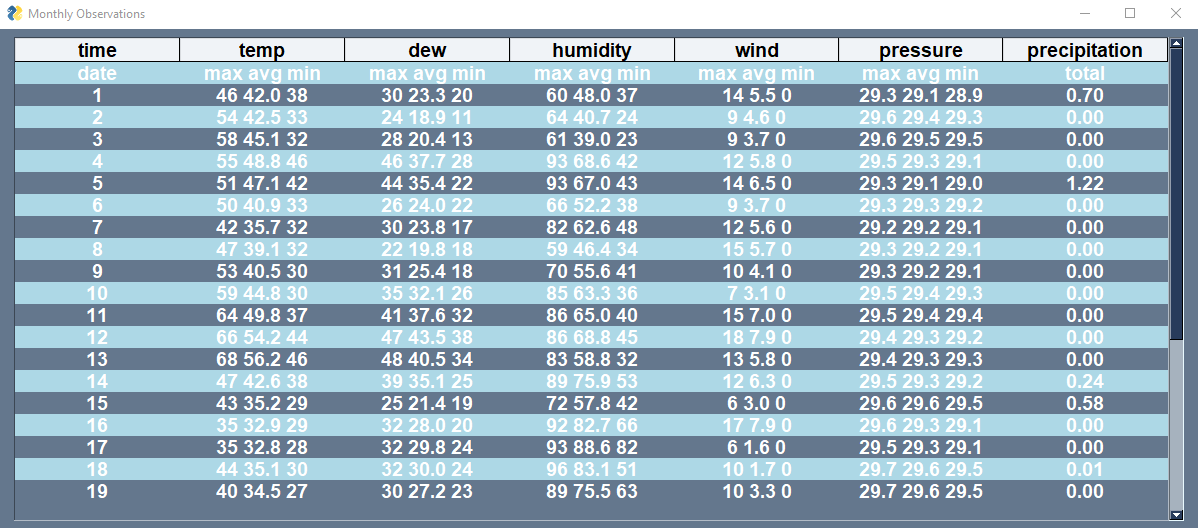 Monthly Observations
time temp dew humidity wind pressure precipitation
date max avg min max avg min max avg min max avg min max avg min total
1 46 42.0 38 30 23.3 20 60 48.0 37 14 5.5 0 29.3 29.1 28.9 0.70
2 54 42.5 33 24 18.9 11 64 40.7 24 9 4.6 0 29.6 29.4 29.3 0.00
3 58 45.1 32 28 20.4 13 61 39.0 23 9 3.7 0 29.6 29.5 29.5 0.00
4 55 48.8 46 46 37.7 28 93 68.6 42 12 5.8 0 29.5 29.3 29.1 0.00
5 51 47.1 42 44 35.4 22 93 67.0 43 14 6.5 0 29.3 29.1 29.0 1.22
6 50 40.9 33 26 24.0 22 66 52.2 38 9 3.7 0 29.3 29.3 29.2 0.00
7 42 35.7 32 30 23.8 17 82 62.6 48 12 5.6 0 29.2 29.2 29.1 0.00
8 47 39.1 32 22 19.8 18 59 46.4 34 15 5.7 0 29.3 29.2 29.1 0.00
9 53 40.5 30 31 25.4 18 70 55.6 41 10 4.1 0 29.3 29.2 29.1 0.00
10 59 44.8 30 35 32.1 26 85 63.3 36 7 3.1 0 29.5 29.4 29.3 0.00
11 64 49.8 37 41 37.6 32 86 65.0 40 15 7.0 0 29.5 29.4 29.4 0.00
12 66 54.2 44 47 43.5 38 86 68.8 45 18 7.9 0 29.4 29.3 29.2 0.00
13 68 56.2 46 48 40.5 34 83 58.8 32 13 5.8 0 29.4 29.3 29.3 0.00
14 47 42.6 38 39 35.1 25 89 75.9 53 12 6.3 0 29.5 29.3 29.2 0.24
15 43 35.2 29 25 21.4 19 72 57.8 42 6 3.0 0 29.6 29.6 29.5 0.58
16 35 32.9 29 32 28.0 20 92 82.7 66 17 7.9 0 29.6 29.3 29.1 0.00
17 35 32.8 28 32 29.8 24 93 88.6 82 6 1.6 0 29.5 29.3 29.1 0.00
18 44 35.1 30 32 30.0 24 96 83.1 51 10 1.7 0 29.7 29.6 29.5 0.01
19 40 34.5 27 30 27.2 23 89 75.5 63 10 3.3 0 29.7 29.6 29.5 0.00